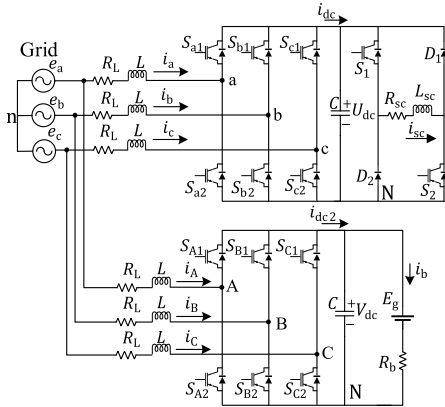 Grid
n
e_a
e_b
e_c
R_L
L
i_a
R_L
L
i_b
R_L
L
i_c
S_a1
S_b1
S_c1
a
b
c
S_a2
S_b2
S_c2
i_dc
C
+
−
U_dc
S_1
D_1
R_sc
L_sc
i_sc
D_2
N
S_2
R_L
L
i_A
R_L
L
i_B
R_L
L
i_C
S_A1
S_B1
S_C1
A
B
C
S_A2
S_B2
S_C2
i_dc2
C
+
−
V_dc
N
E_g
i_b
R_b